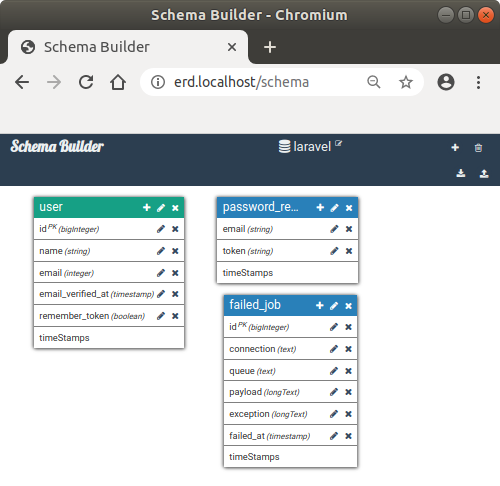 Schema Builder - Chromium
Schema Builder
erd.localhost/schema
Schema Builder
laravel
user
id PK (bigInteger)
name (string)
email (integer)
email_verified_at (timestamp)
remember_token (boolean)
timeStamps
password_re...
email (string)
token (string)
timeStamps
failed_job
id PK (bigInteger)
connection (text)
queue (text)
payload (longText)
exception (longText)
failed_at (timestamp)
timeStamps